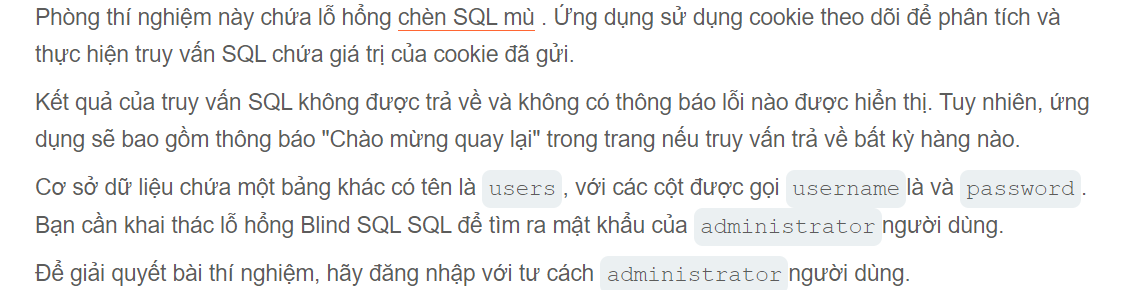 Phòng thí nghiệm này chứa lỗ hổng chèn SQL mù . Ứng dụng sử dụng cookie theo dõi để phân tích và
thực hiện truy vấn SQL chứa giá trị của cookie đã gửi.
Kết quả của truy vấn SQL không được trả về và không có thông báo lỗi nào được hiển thị. Tuy nhiên, ứng
dụng sẽ bao gồm thông báo "Chào mừng quay lại" trong trang nếu truy vấn trả về bất kỳ hàng nào.
Cơ sở dữ liệu chứa một bảng khác có tên là users , với các cột được gọi username là và password .
Bạn cần khai thác lỗ hổng Blind SQL SQL để tìm ra mật khẩu của administrator người dùng.
Để giải quyết bài thí nghiệm, hãy đăng nhập với tư cách administrator người dùng.